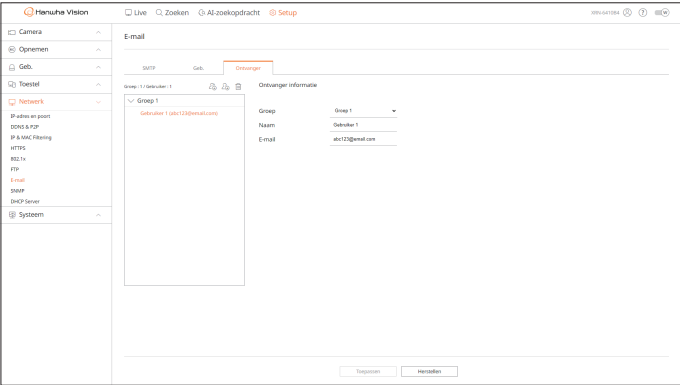 Hanwha Vision
Live
Zoeken
AI-zoekopdracht
Setup
Camera
Opnemen
Geb.
Toestel
Netwerk
IP-adres en poort
DDNS & P2P
IP & MAC Filtering
HTTPS
802.1x
FTP
E-mail
SNMP
DHCP Server
Systeem
E-mail
SMTP
Geb.
Ontvanger
Groep : 1 / Gebruiker : 1
Groep 1
Gebruiker 1 (abc123@email.com)
Ontvanger informatie
Groep
Groep 1
Naam
Gebruiker 1
E-mail
abc123@email.com
Toepassen
Herstellen